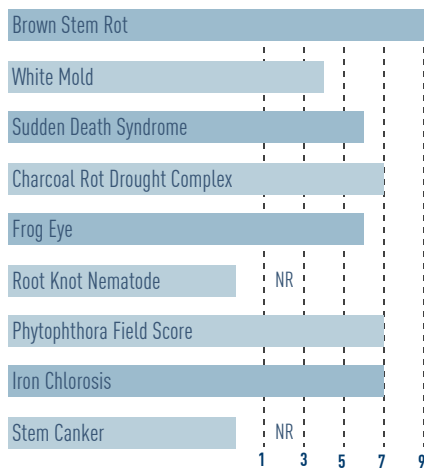 Brown Stem Rot
White Mold
Sudden Death Syndrome
Charcoal Rot Drought Complex
Frog Eye
Root Knot Nematode NR
Phytophthora Field Score
Iron Chlorosis
Stem Canker NR
1 3 5 7 9